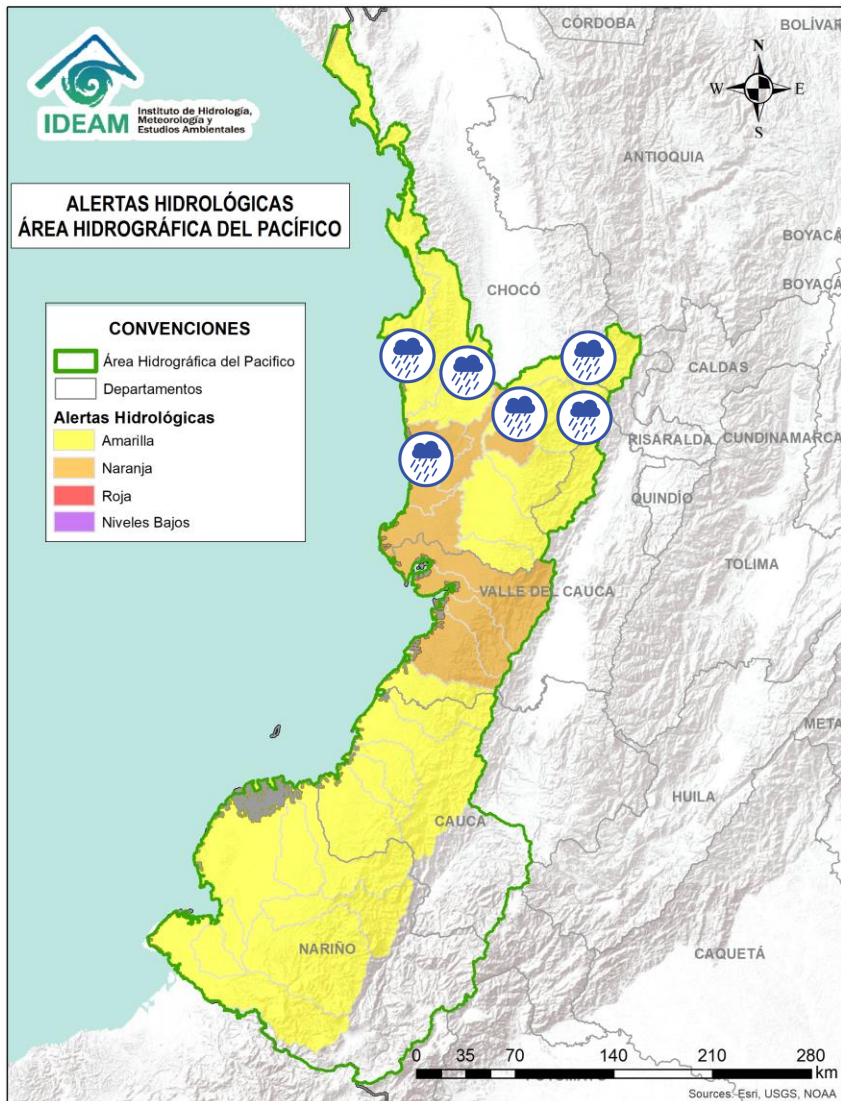 IDEAM
Instituto de Hidrología,
Meteorología y
Estudios Ambientales
ALERTAS HIDROLÓGICAS
ÁREA HIDROGRÁFICA DEL PACÍFICO
CONVENCIONES
Área Hidrográfica del Pacifico
Departamentos
Alertas Hidrológicas
Amarilla
Naranja
Roja
Niveles Bajos
N
W
E
S
CÓRDOBA
BOLÍVAR
ANTIOQUIA
BOYACÁ
BOYACÁ
CHOCÓ
CALDAS
RISARALDA
CUNDINAMARCA
QUINDÍO
TOLIMA
VALLE DEL CAUCA
META
HUILA
CAUCA
NARIÑO
CAQUETÁ
0 35 70 140 210 280
km
Sources: Esri, USGS, NOAA